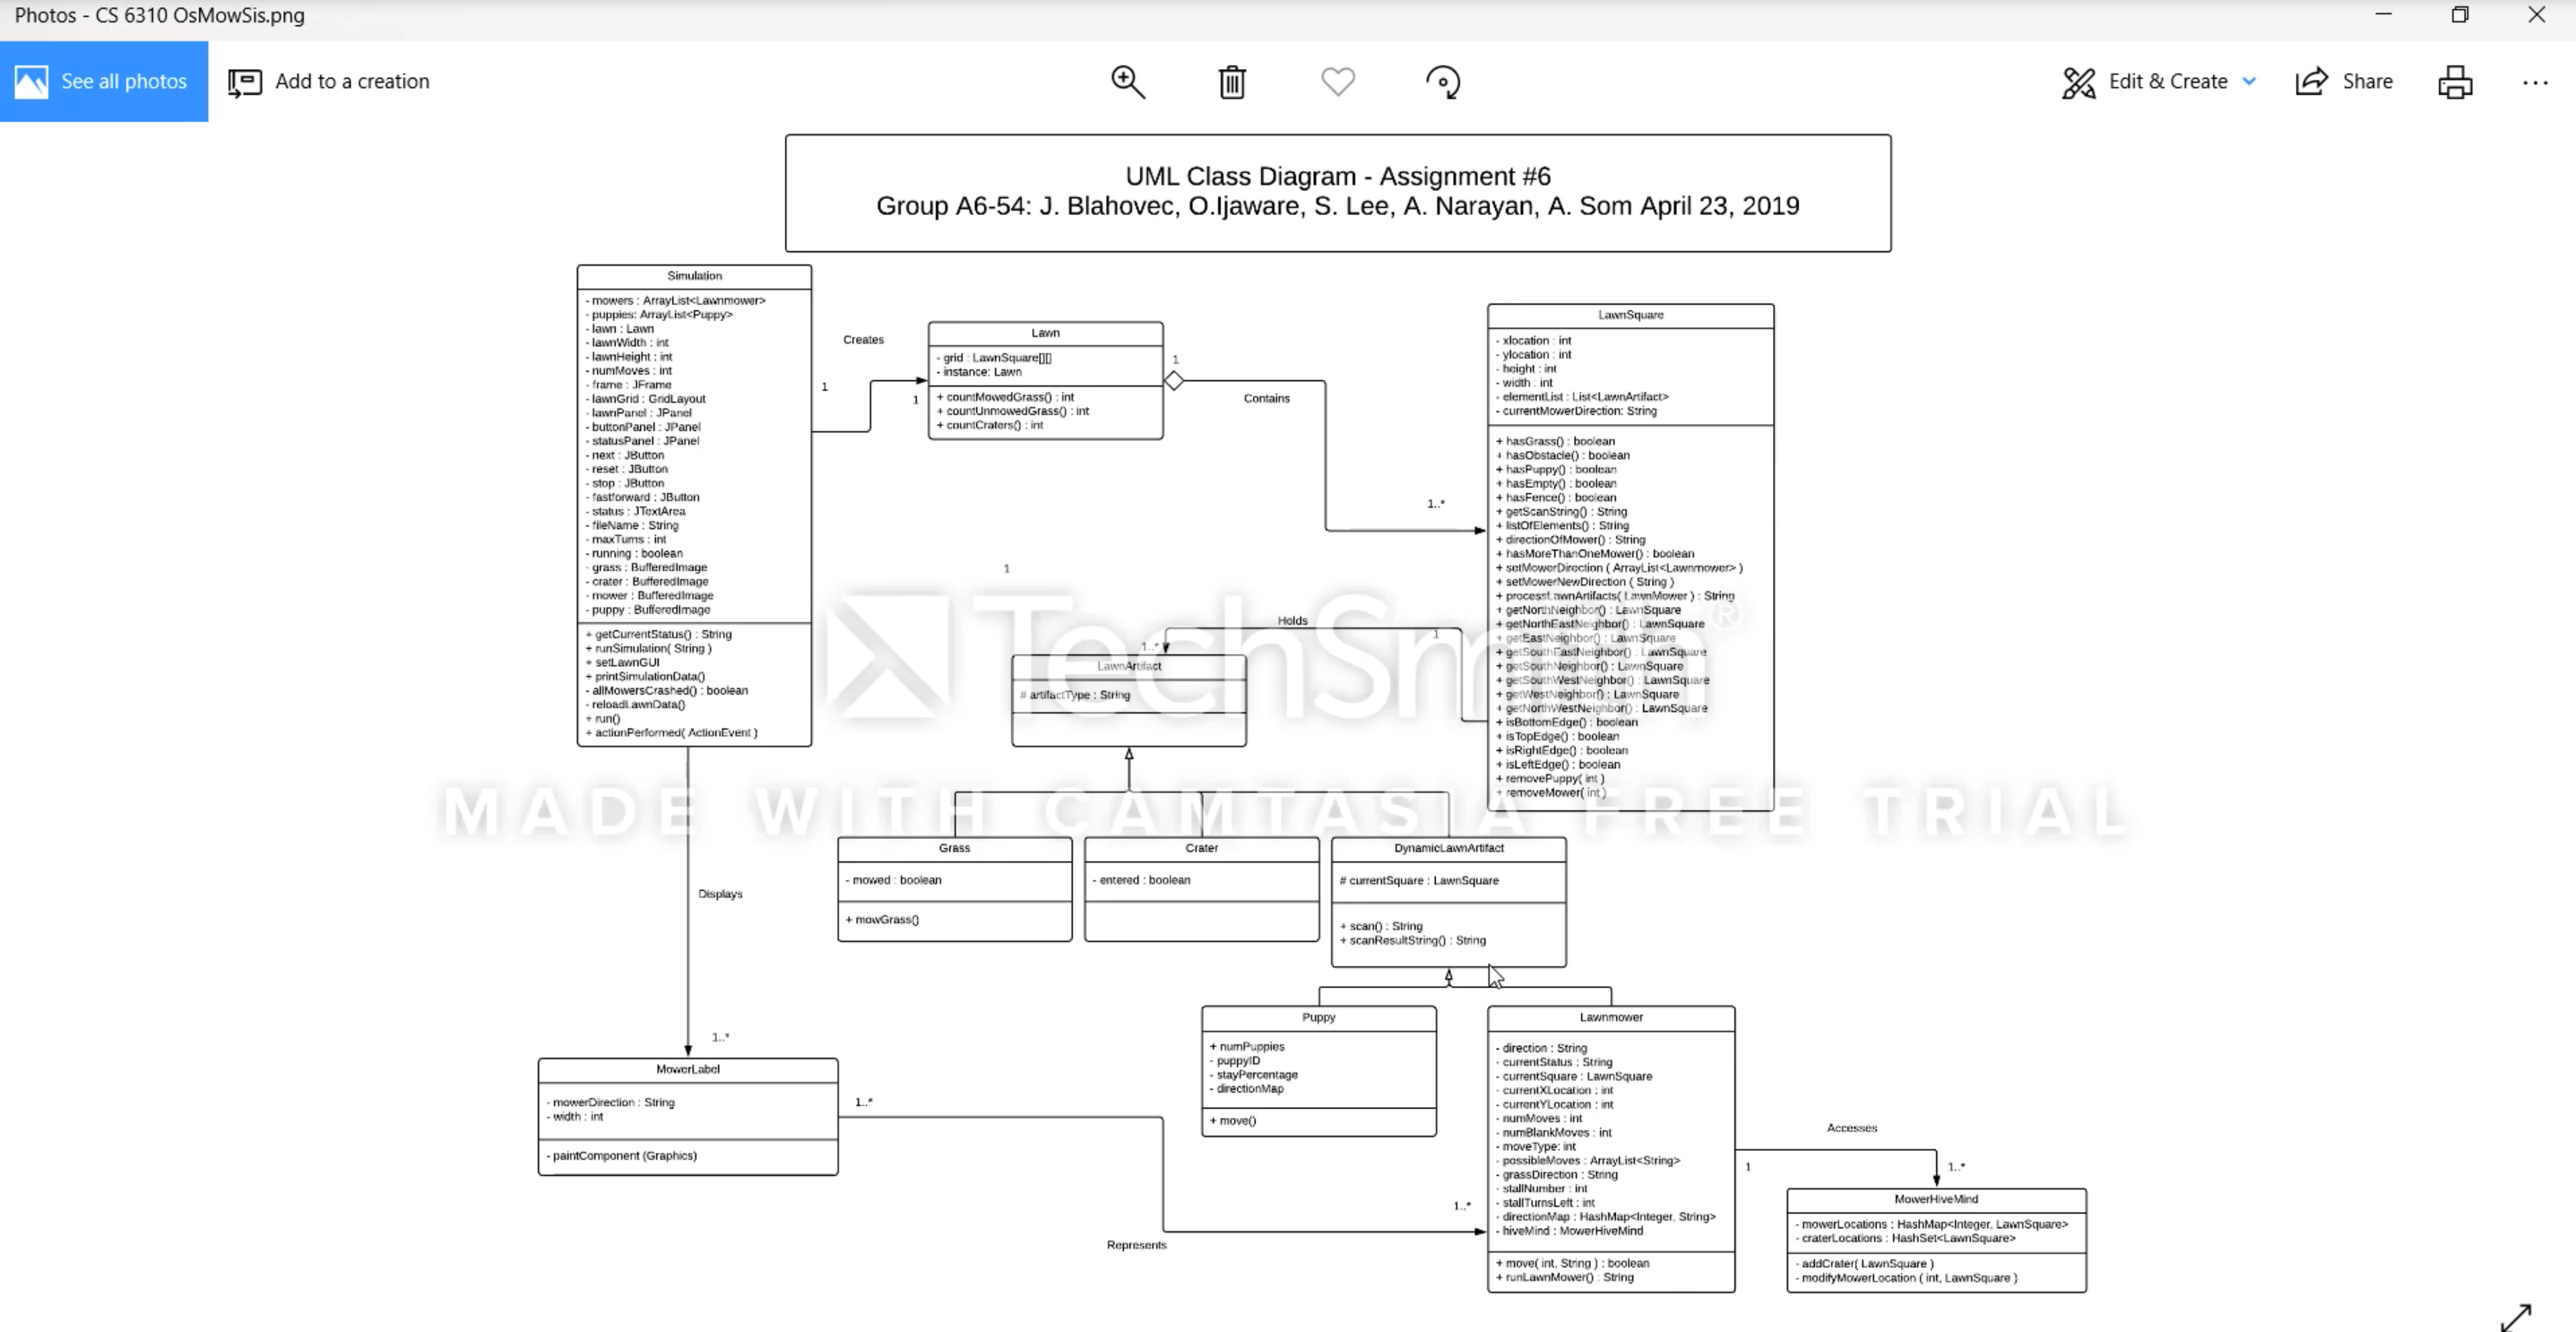 Photos - CS 6310 OsMowSis.png
See all photos
Add to a creation
Edit & Create
Share
UML Class Diagram - Assignment #6
Group A6-54: J. Blahovec, O.Ijaware, S. Lee, A. Narayan, A. Som April 23, 2019
Simulation
- mowers : ArrayList<Lawnmower>
- puppies: ArrayList<Puppy>
- lawn : Lawn
- lawnWidth : int
- lawnHeight : int
- numMoves : int
- frame : JFrame
- lawnGrid : GridLayout
- lawnPanel : JPanel
- buttonPanel : JPanel
- statusPanel : JPanel
- next : JButton
- reset : JButton
- stop : JButton
- fastforward : JButton
- status : JTextArea
- fileName : String
- maxTurns : int
- running : boolean
- grass : BufferedImage
- crater : BufferedImage
- mower : BufferedImage
- puppy : BufferedImage
+ getCurrentStatus() : String
+ runSimulation( String )
+ setLawnGUI
+ printSimulationData()
- allMowersCrashed() : boolean
- reloadLawnData()
+ run()
+ actionPerformed( ActionEvent )
Creates
1
1
Lawn
- grid : LawnSquare[][]
- instance: Lawn
+ countMowedGrass() : int
+ countUnmowedGrass() : int
+ countCraters() : int
1
Contains
1..*
LawnSquare
- xlocation : int
- ylocation : int
- height : int
- width : int
- elementList : List<LawnArtifact>
- currentMowerDirection: String
+ hasGrass() : boolean
+ hasObstacle() : boolean
+ hasPuppy() : boolean
+ hasEmpty() : boolean
+ hasFence() : boolean
+ getScanString() : String
+ listOfElements() : String
+ directionOfMower() : String
+ hasMoreThanOneMower() : boolean
+ setMowerDirection ( ArrayList<Lawnmower> )
+ setMowerNewDirection ( String )
+ processLawnArtifacts( LawnMower ) : String
+ getNorthNeighbor() : LawnSquare
+ getNorthEastNeighbor() : LawnSquare
+ getEastNeighbor() : LawnSquare
+ getSouthEastNeighbor() : LawnSquare
+ getSouthNeighbor() : LawnSquare
+ getSouthWestNeighbor() : LawnSquare
+ getWestNeighbor() : LawnSquare
+ getNorthWestNeighbor() : LawnSquare
+ isBottomEdge() : boolean
+ isTopEdge() : boolean
+ isRightEdge() : boolean
+ isLeftEdge() : boolean
+ removePuppy( int )
+ removeMower( int )
1
Holds
1
1..*
TechSmith®
LawnArtifact
# artifactType : String
MADE WITH CAMTASIA FREE TRIAL
Grass
- mowed : boolean
+ mowGrass()
Crater
- entered : boolean
DynamicLawnArtifact
# currentSquare : LawnSquare
+ scan() : String
+ scanResultString() : String
Displays
1..*
MowerLabel
- mowerDirection : String
- width : int
- paintComponent (Graphics)
1..*
Represents
1..*
Puppy
+ numPuppies
- puppyID
- stayPercentage
- directionMap
+ move()
Lawnmower
- direction : String
- currentStatus : String
- currentSquare : LawnSquare
- currentXLocation : int
- currentYLocation : int
- numMoves : int
- numBlankMoves : int
- moveType: int
- possibleMoves : ArrayList<String>
- grassDirection : String
- stallNumber : int
- stallTurnsLeft : int
- directionMap : HashMap<Integer, String>
- hiveMind : MowerHiveMind
+ move( int, String ) : boolean
+ runLawnMower() : String
Accesses
1
1..*
MowerHiveMind
- mowerLocations : HashMap<Integer, LawnSquare>
- craterLocations : HashSet<LawnSquare>
- addCrater( LawnSquare )
- modifyMowerLocation ( int, LawnSquare )